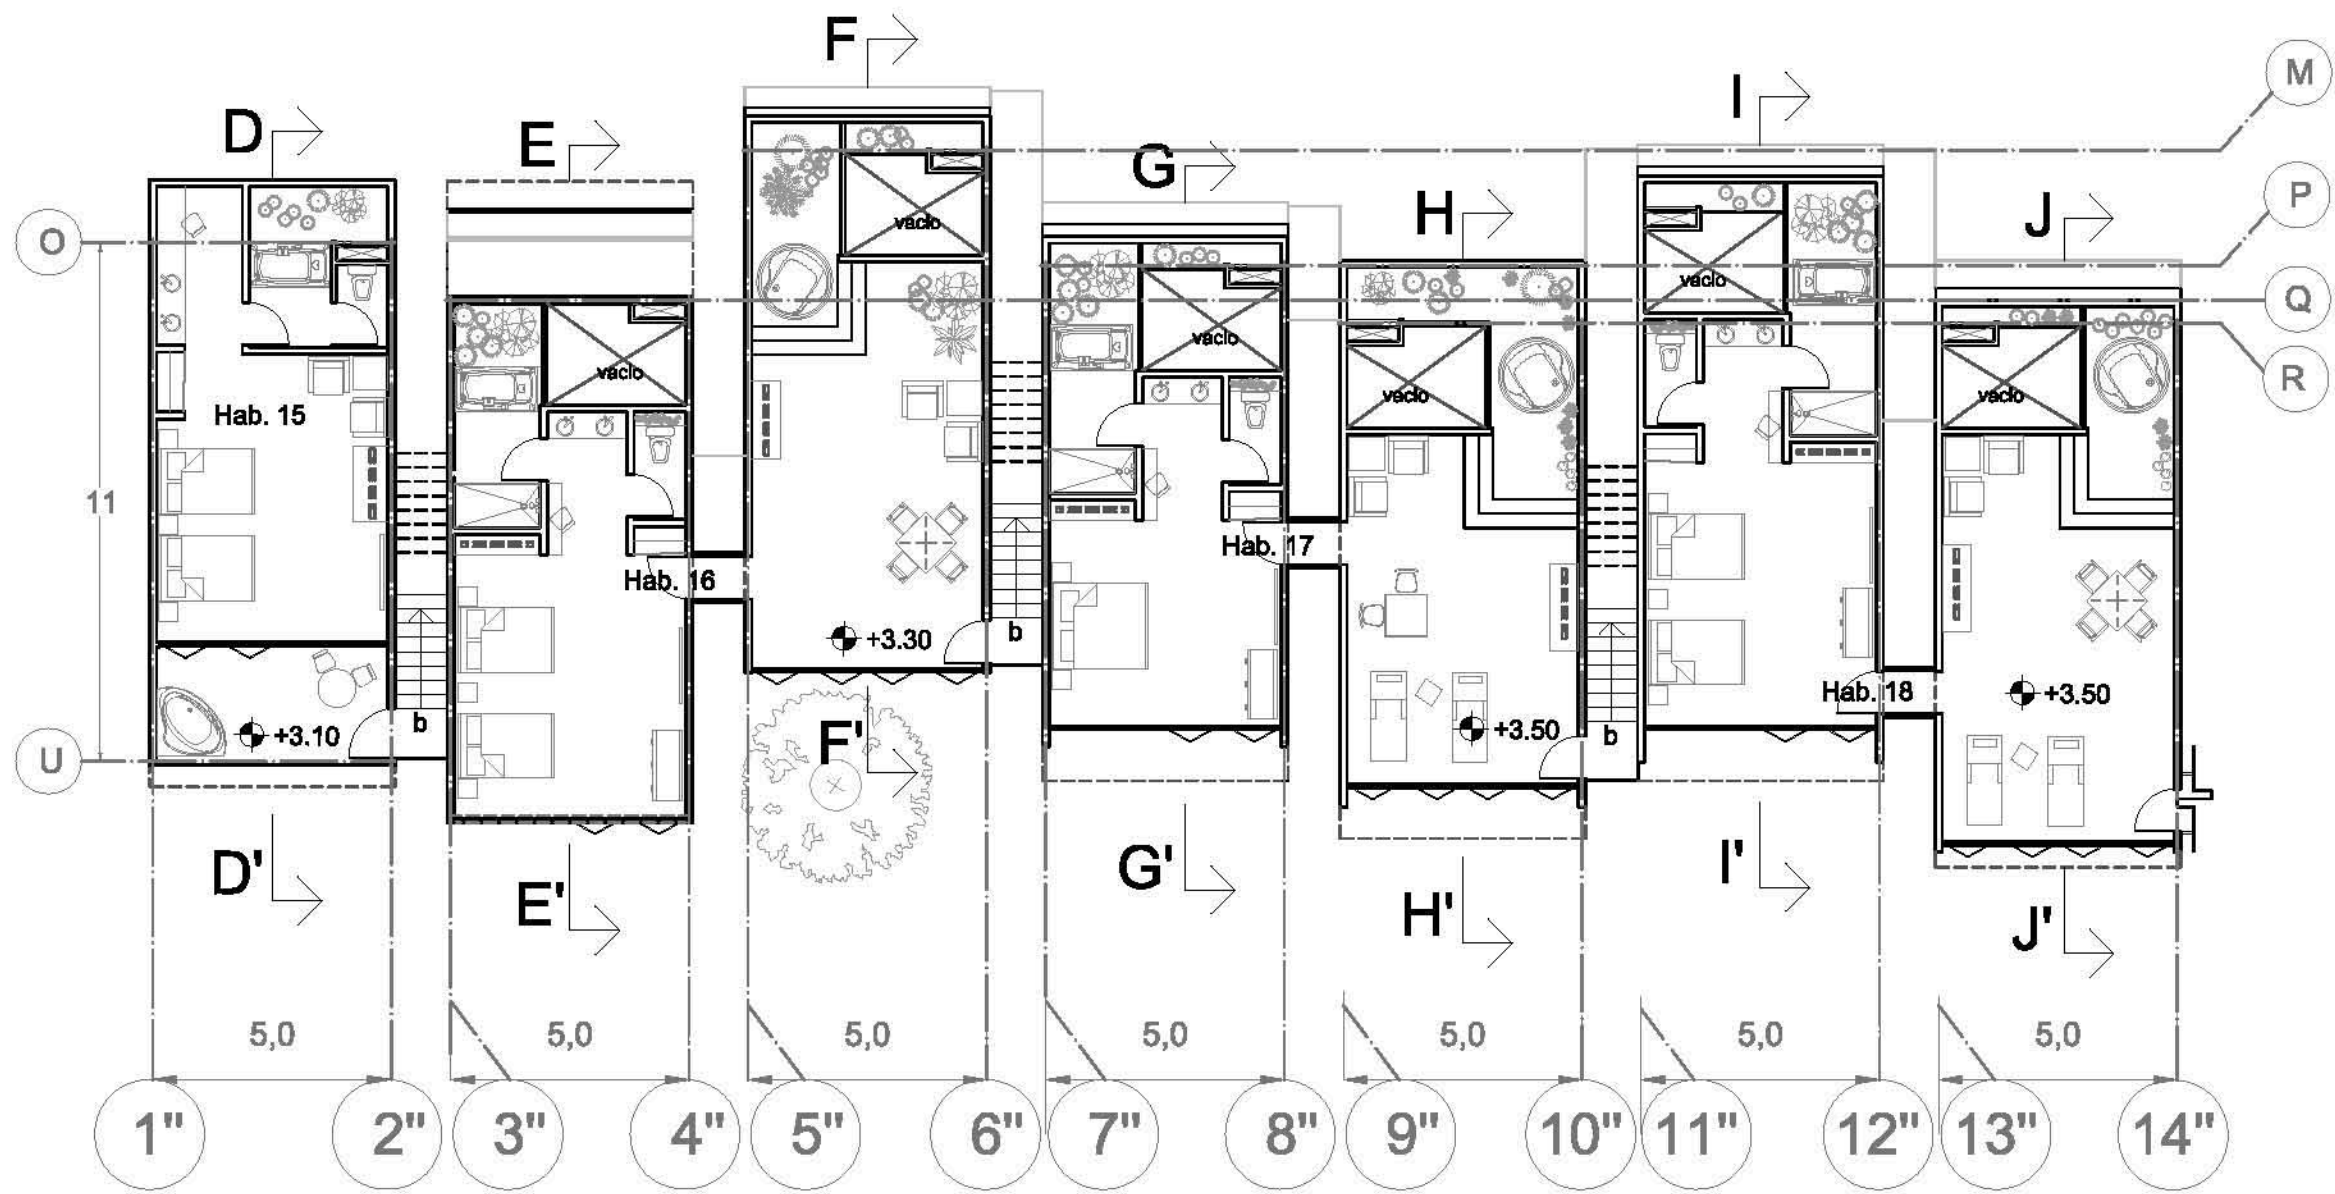 F
M
I
D
E
G
P
H
J
vacio
O
vacio
Q
vacio
vacio
R
vacio
vacio
Hab. 15
11
Hab. 17
Hab. 16
+3.30
b
Hab. 18
+3.50
b
+3.10
b
+3.50
U
F'
D'
G'
I'
E'
H'
J'
5,0
5,0
5,0
5,0
5,0
5,0
5,0
1" 2" 3" 4" 5" 6" 7" 8" 9" 10" 11" 12" 13" 14"